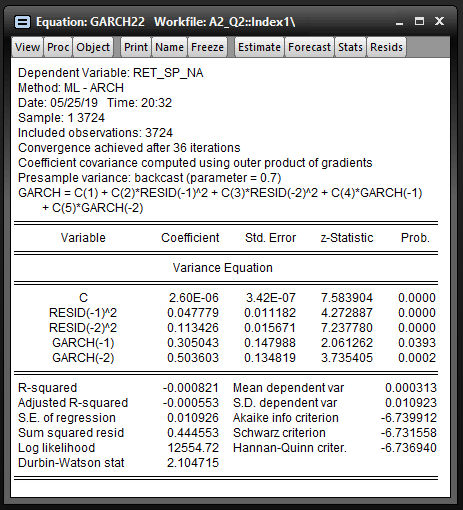 Equation: GARCH22 Workfile: A2_Q2::Index1\
View Proc Object Print Name Freeze Estimate Forecast Stats Resids
Dependent Variable: RET_SP_NA
Method: ML - ARCH
Date: 05/25/19 Time: 20:32
Sample: 1 3724
Included observations: 3724
Convergence achieved after 36 iterations
Coefficient covariance computed using outer product of gradients
Presample variance: backcast (parameter = 0.7)
GARCH = C(1) + C(2)*RESID(-1)^2 + C(3)*RESID(-2)^2 + C(4)*GARCH(-1)
+ C(5)*GARCH(-2)
Variable Coefficient Std. Error z-Statistic Prob.
Variance Equation
C 2.60E-06 3.42E-07 7.583904 0.0000
RESID(-1)^2 0.047779 0.011182 4.272887 0.0000
RESID(-2)^2 0.113426 0.015671 7.237780 0.0000
GARCH(-1) 0.305043 0.147988 2.061262 0.0393
GARCH(-2) 0.503603 0.134819 3.735405 0.0002
R-squared -0.000821 Mean dependent var 0.000313
Adjusted R-squared -0.000553 S.D. dependent var 0.010923
S.E. of regression 0.010926 Akaike info criterion -6.739912
Sum squared resid 0.444553 Schwarz criterion -6.731558
Log likelihood 12554.72 Hannan-Quinn criter. -6.736940
Durbin-Watson stat 2.104715